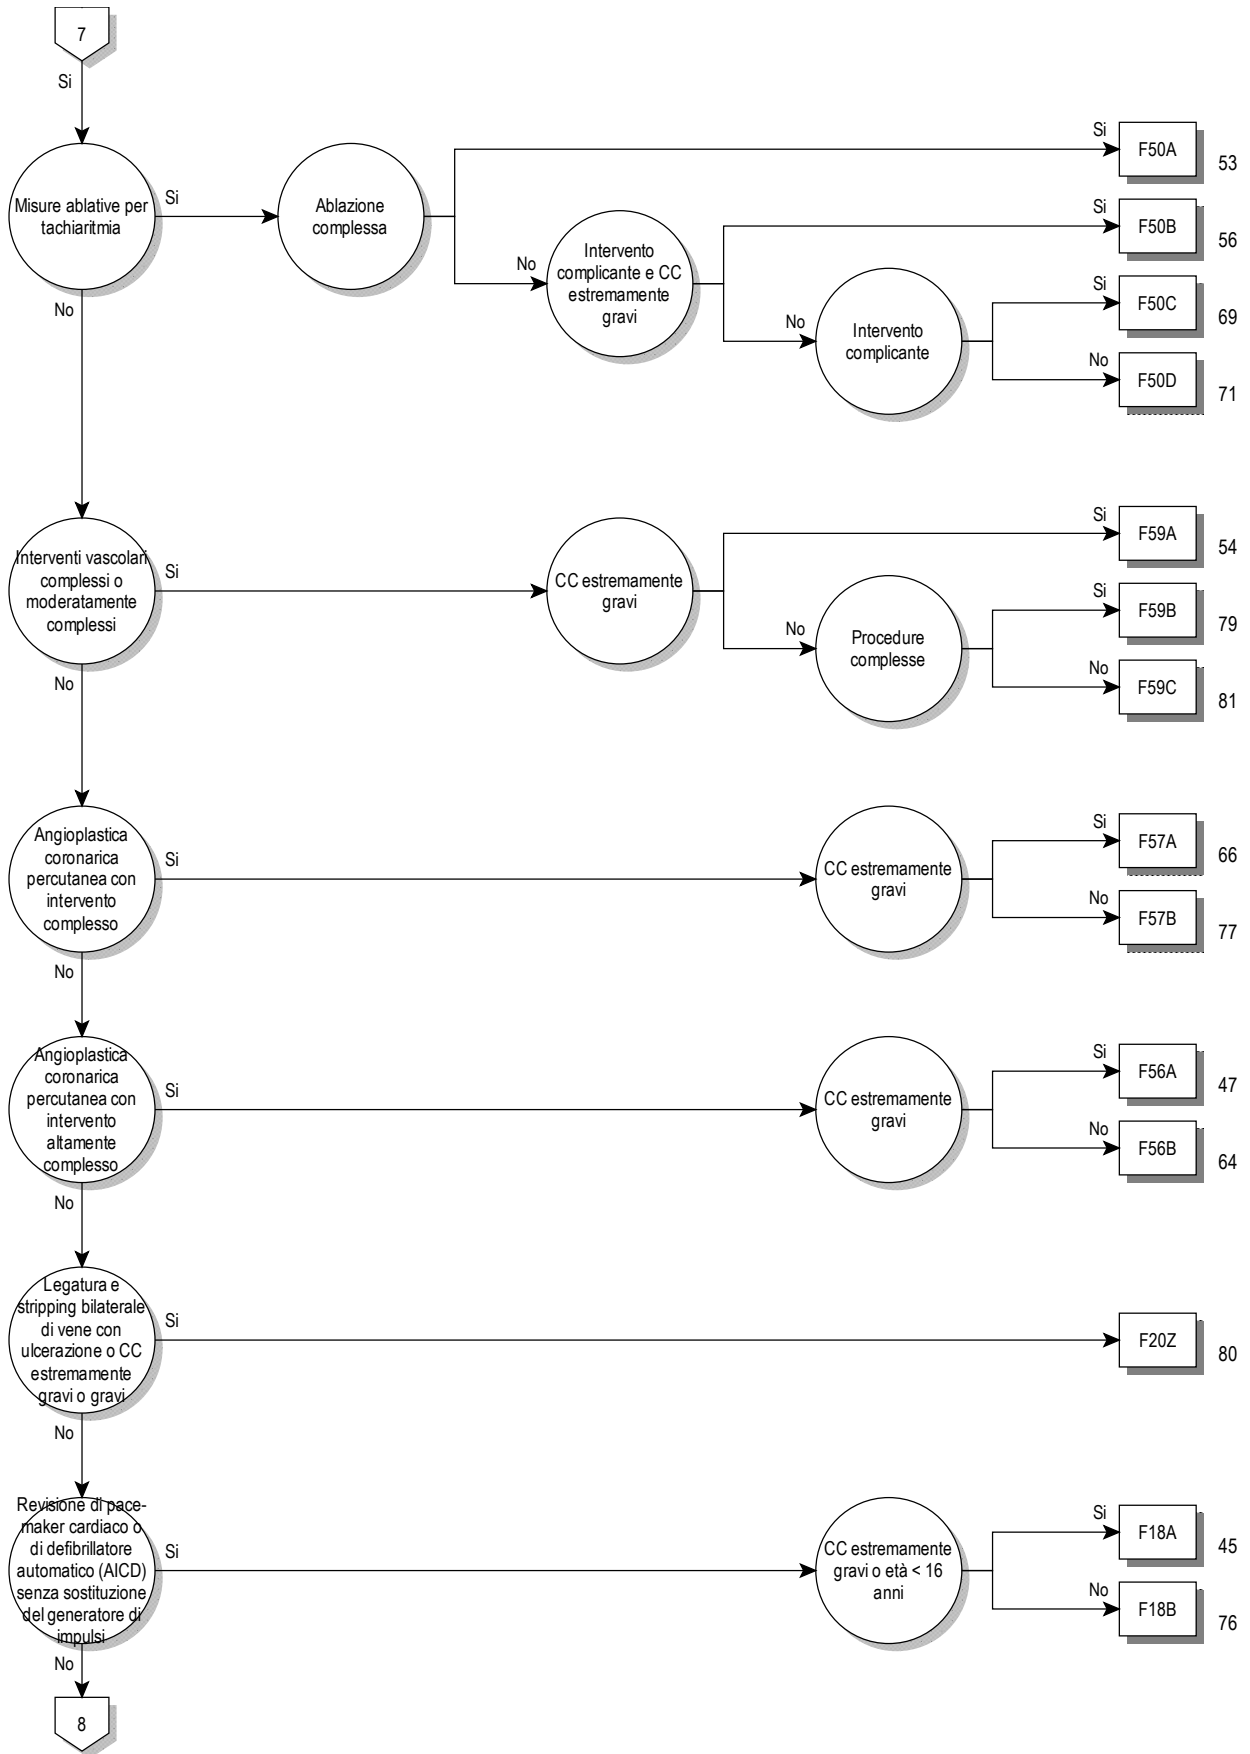 7
Si
Misure ablative per
tachiaritmia
Si
Ablazione
complessa
Si
F50A
53
No
Intervento
complicante e CC
estremamente
gravi
Si
F50B
56
No
Intervento
complicante
Si
F50C
69
No
F50D
71
No
Interventi vascolari
complessi o
moderatamente
complessi
Si
CC estremamente
gravi
Si
F59A
54
No
Procedure
complesse
Si
F59B
79
No
F59C
81
No
Angioplastica
coronarica
percutanea con
intervento
complesso
Si
CC estremamente
gravi
Si
F57A
66
No
F57B
77
No
Angioplastica
coronarica
percutanea con
intervento
altamente
complesso
Si
CC estremamente
gravi
Si
F56A
47
No
F56B
64
No
Legatura e
stripping bilaterale
di vene con
ulcerazione o CC
estremamente
gravi o gravi
Si
F20Z
80
No
Revisione di pace-
maker cardiaco o
di defibrillatore
automatico (AICD)
senza sostituzione
del generatore di
impulsi
Si
CC estremamente
gravi o età < 16
anni
Si
F18A
45
No
F18B
76
No
8